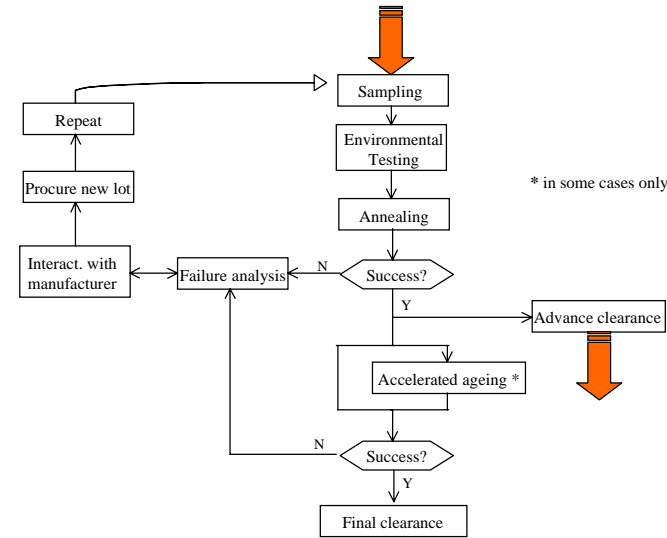 Sampling
Repeat
Environmental
Testing
Procure new lot
* in some cases only
Annealing
Interact. with
manufacturer
Failure analysis
N
Success?
Y
Advance clearance
Accelerated ageing *
N
Success?
Y
Final clearance